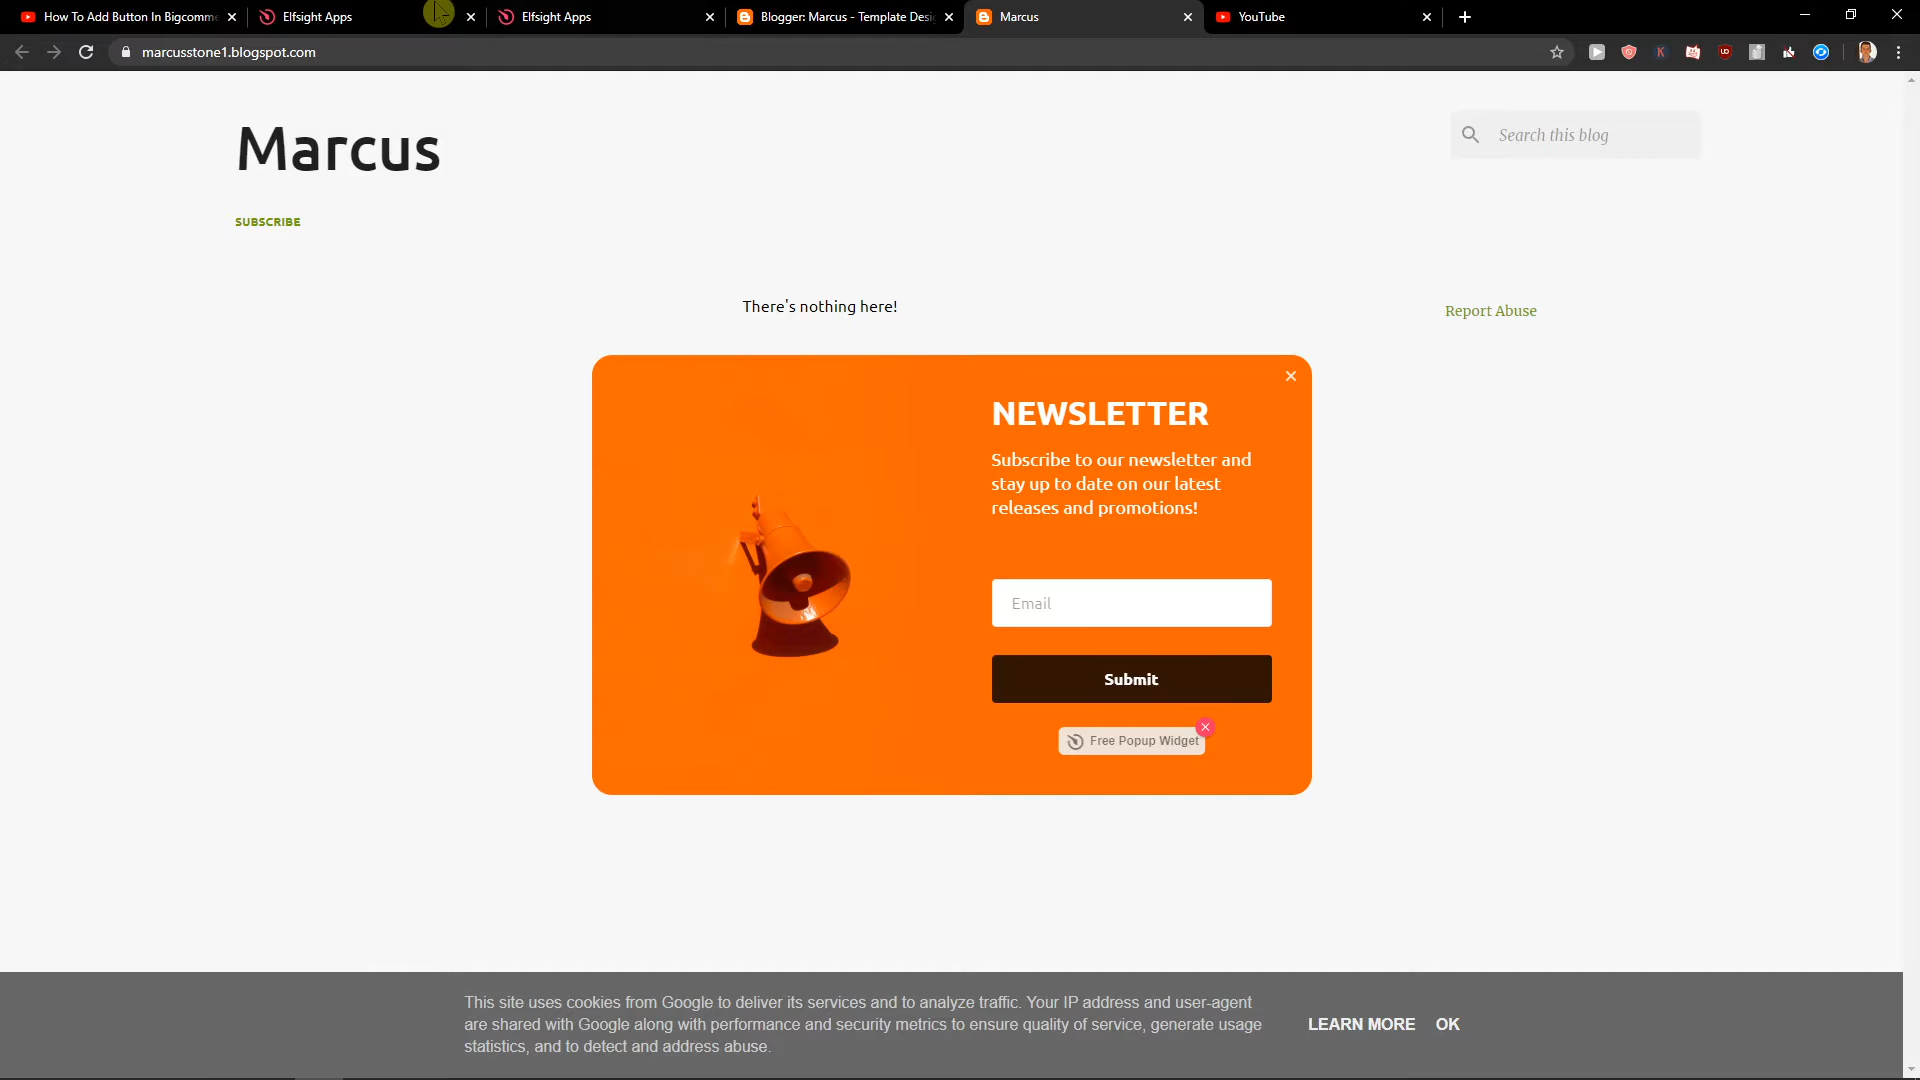 How To Add Button In Bigcomme
Elfsight Apps
Elfsight Apps
Blogger: Marcus - Template Desi
Marcus
YouTube
marcusstone1.blogspot.com
Marcus
Search this blog
SUBSCRIBE
There's nothing here!
Report Abuse
NEWSLETTER
Subscribe to our newsletter and
stay up to date on our latest
releases and promotions!
Email
Submit
Free Popup Widget
This site uses cookies from Google to deliver its services and to analyze traffic. Your IP address and user-agent
are shared with Google along with performance and security metrics to ensure quality of service, generate usage
statistics, and to detect and address abuse.
LEARN MORE
OK